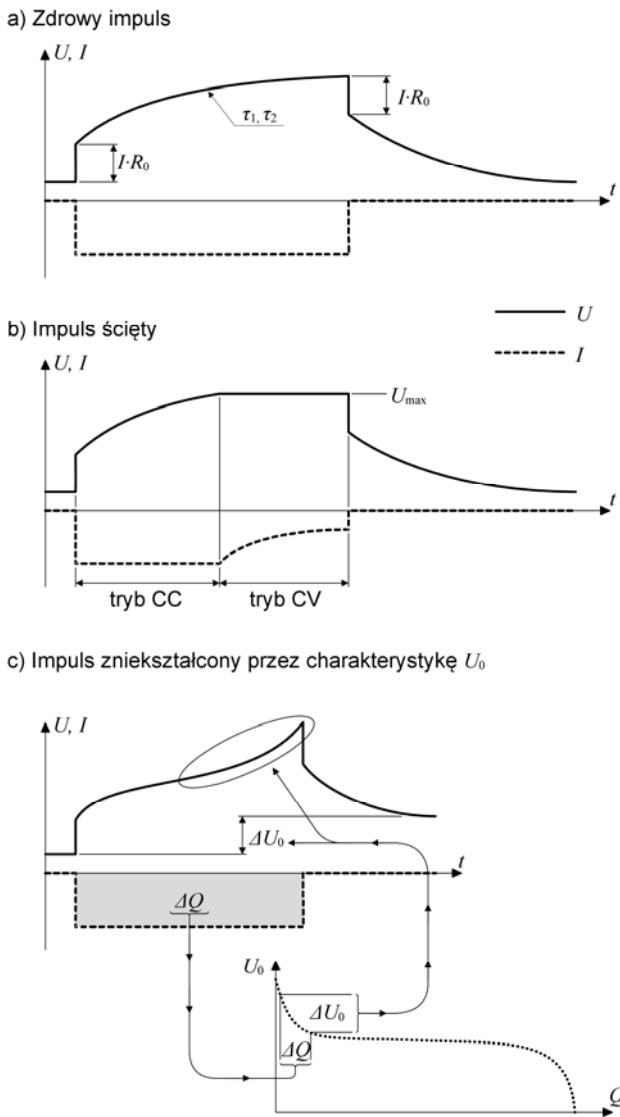 a) Zdrowy impuls
U, I
I·R₀
τ₁, τ₂
I·R₀
t
b) Impuls ścięty
U
I
U, I
Uₘₐₓ
t
tryb CC
tryb CV
c) Impuls zniekształcony przez charakterystykę U₀
U, I
ΔU₀
t
ΔQ
U₀
ΔU₀
ΔQ
Q